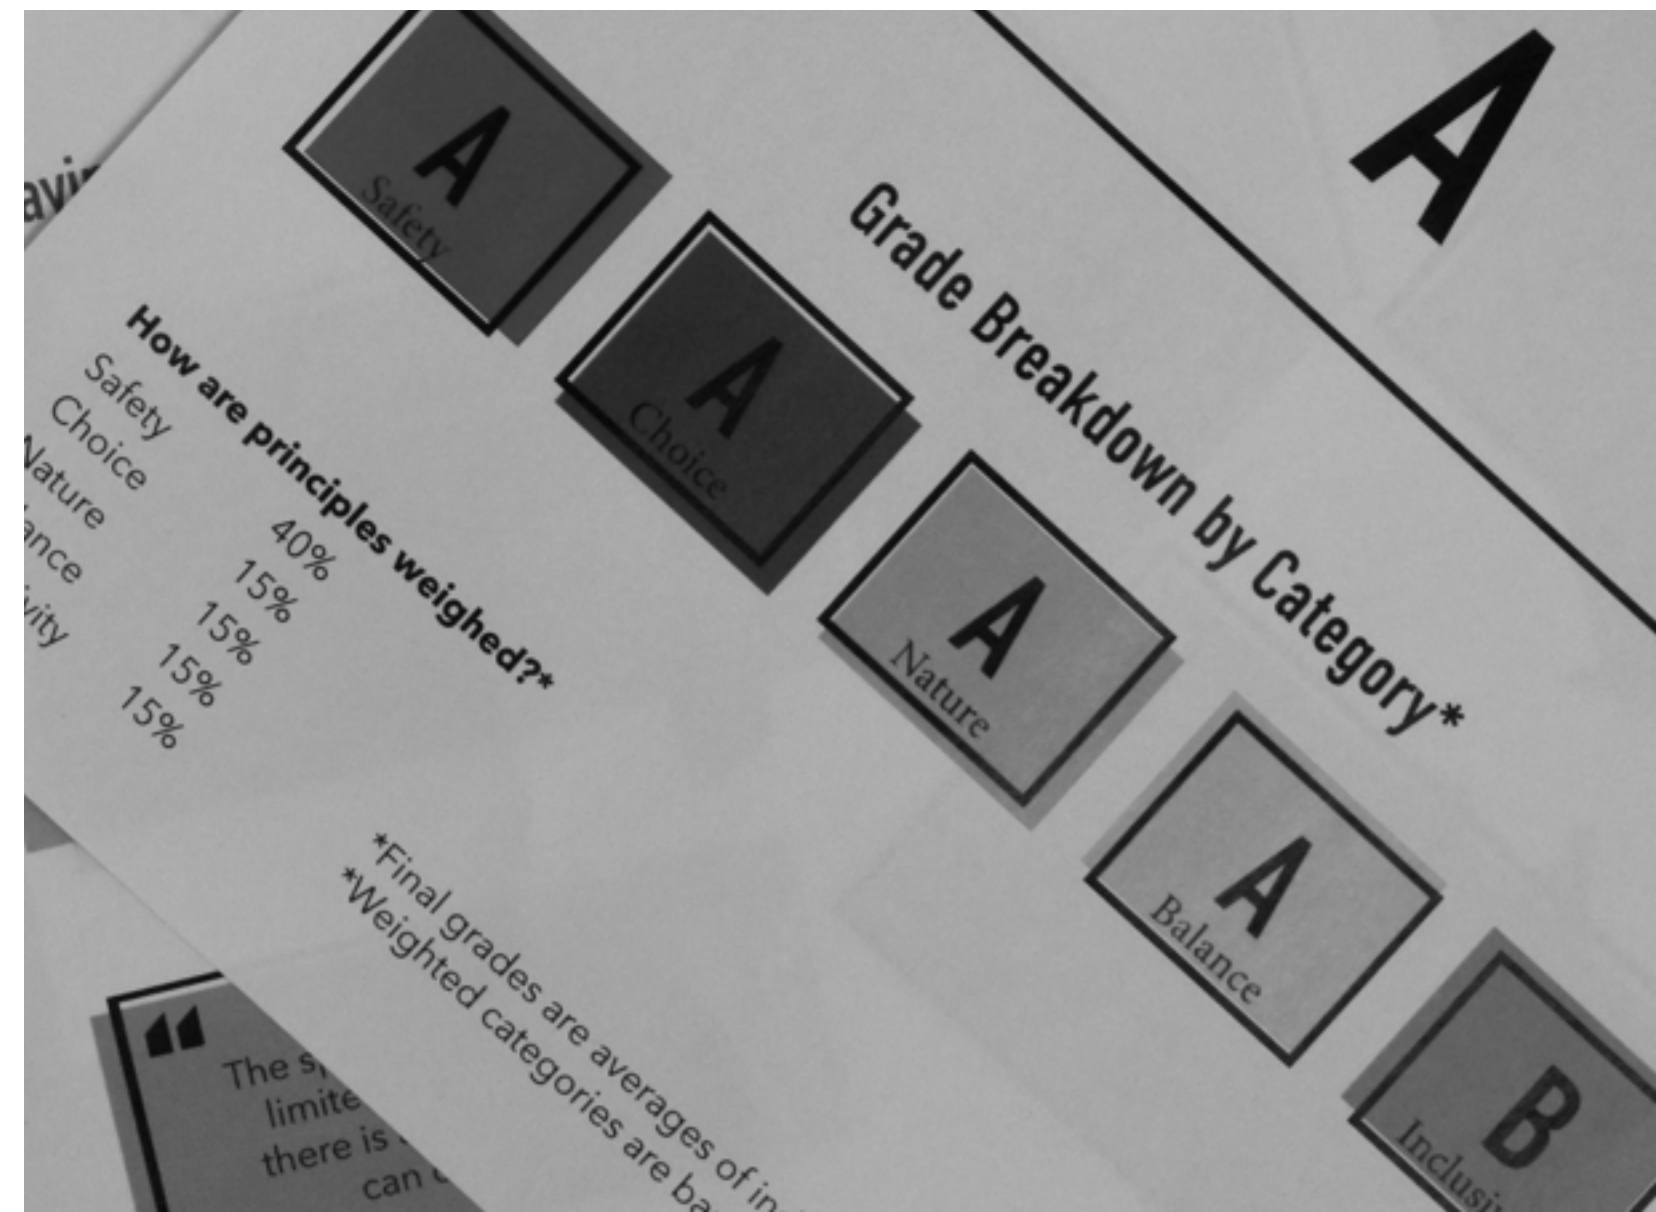 A
Grade Breakdown by Category*
A
Safety
A
Choice
A
Nature
A
Balance
B
How are principles weighed?*
Safety 40%
Choice 15%
Nature 15%
15%
15%
*Final grades are averages of
*Weighted categories are
“
The
there is
can